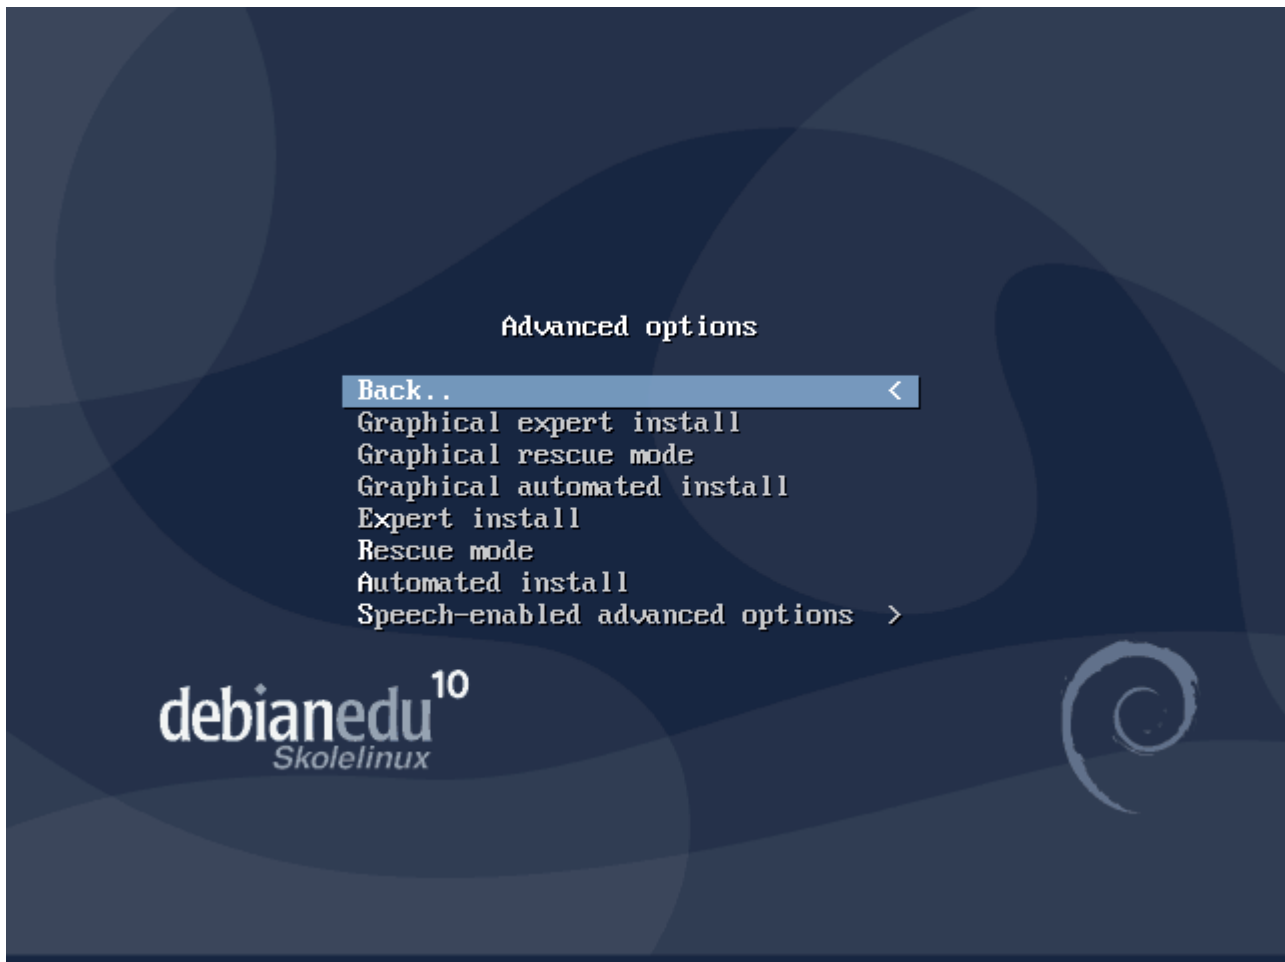 Advanced options
Back.. <
Graphical expert install
Graphical rescue mode
Graphical automated install
Expert install
Rescue mode
Automated install
Speech-enabled advanced options >
debianedu 10
Skolelinux